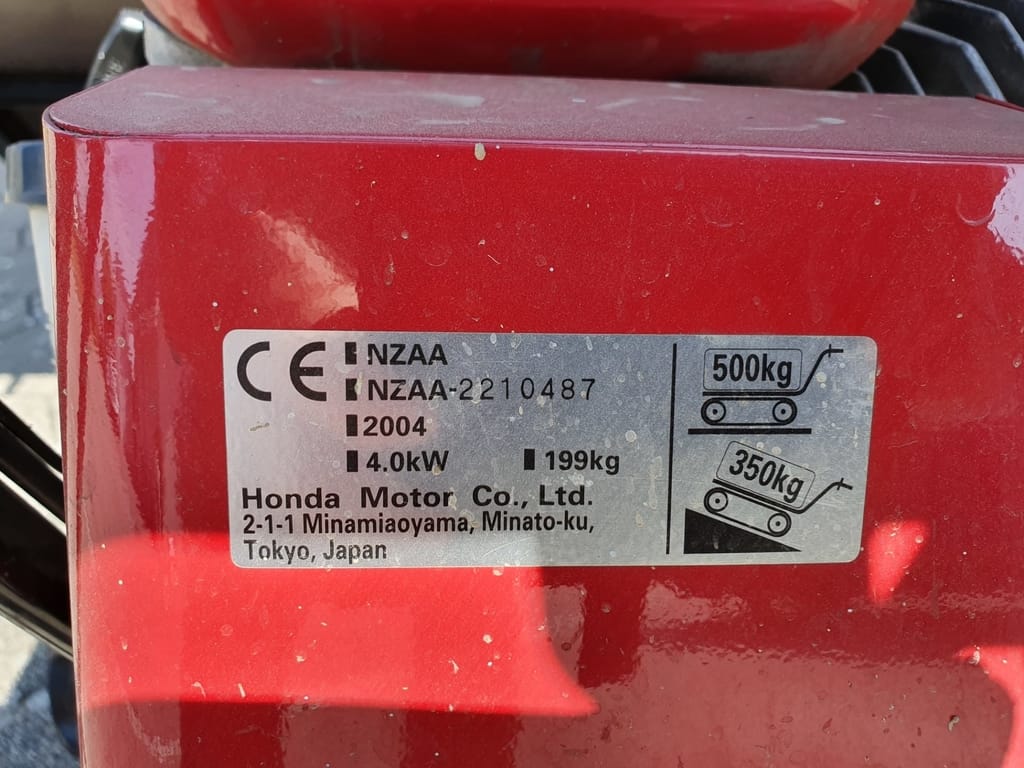 CE NZAA
NZAA-2210487
2004
4.0kW 199kg
Honda Motor Co., Ltd.
2-1-1 Minamiaoyama, Minato-ku,
Tokyo, Japan
500kg
350kg